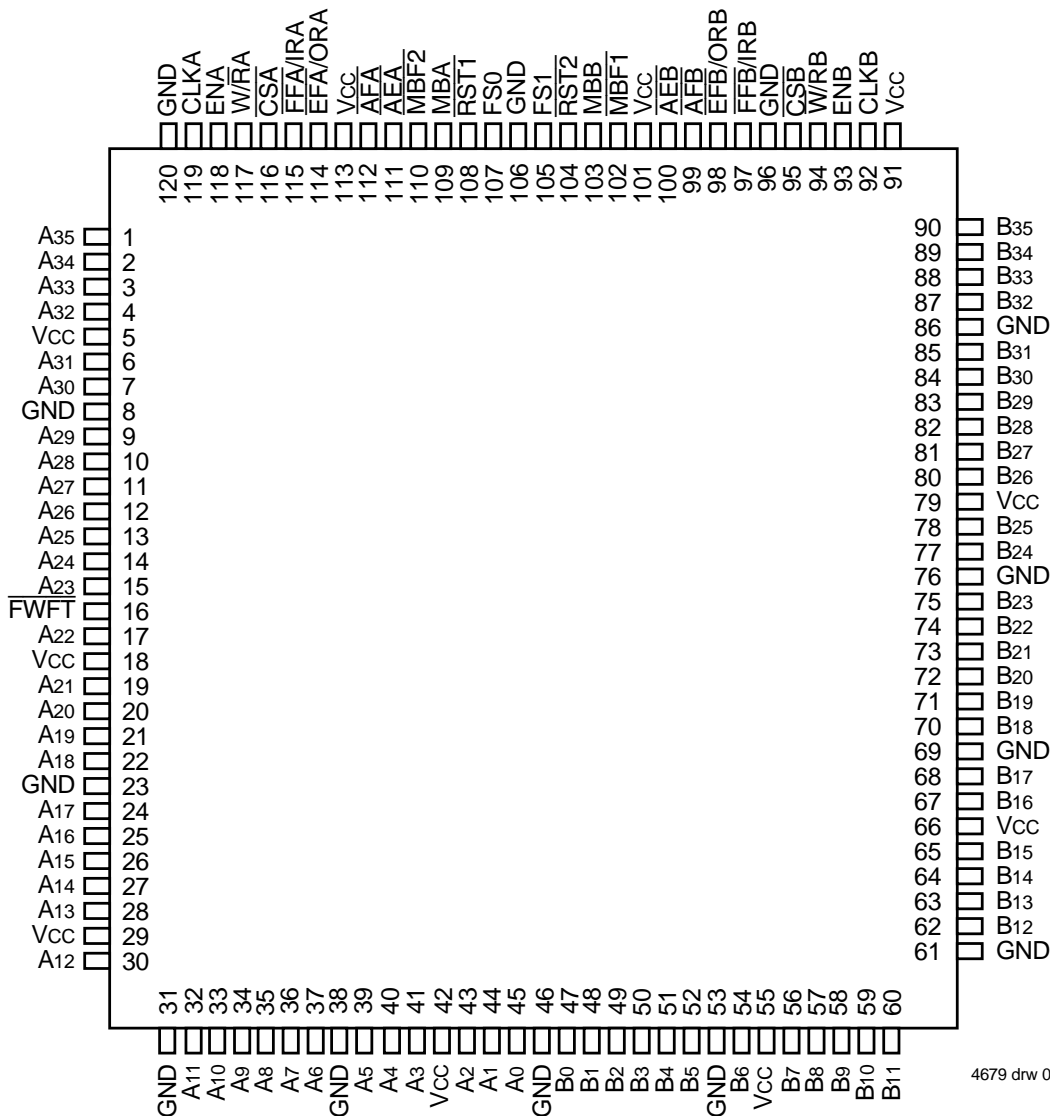 GND
CLKA
ENA
W/RA
CSA
FFA/IRA
EFA/ORA
Vcc
AFA
AEA
MBF2
MBA
RST1
FS0
GND
FS1
RST2
MBB
MBF1
Vcc
AEB
AFB
EFB/ORB
FFB/IRB
GND
CSB
W/RB
ENB
CLKB
Vcc
120
119
118
117
116
115
114
113
112
111
110
109
108
107
106
105
104
103
102
101
100
99
98
97
96
95
94
93
92
91
A35 1
A34 2
A33 3
A32 4
VCC 5
A31 6
A30 7
GND 8
A29 9
A28 10
A27 11
A26 12
A25 13
A24 14
A23 15
FWFT 16
A22 17
VCC 18
A21 19
A20 20
A19 21
A18 22
GND 23
A17 24
A16 25
A15 26
A14 27
A13 28
VCC 29
A12 30
90 B35
89 B34
88 B33
87 B32
86 GND
85 B31
84 B30
83 B29
82 B28
81 B27
80 B26
79 VCC
78 B25
77 B24
76 GND
75 B23
74 B22
73 B21
72 B20
71 B19
70 B18
69 GND
68 B17
67 B16
66 VCC
65 B15
64 B14
63 B13
62 B12
61 GND
31
32
33
34
35
36
37
38
39
40
41
42
43
44
45
46
47
48
49
50
51
52
53
54
55
56
57
58
59
60
GND
A11
A10
A9
A8
A7
A6
GND
A5
A4
A3
VCC
A2
A1
A0
GND
B0
B1
B2
B3
B4
B5
GND
B6
VCC
B7
B8
B9
B10
B11
4679 drw 0